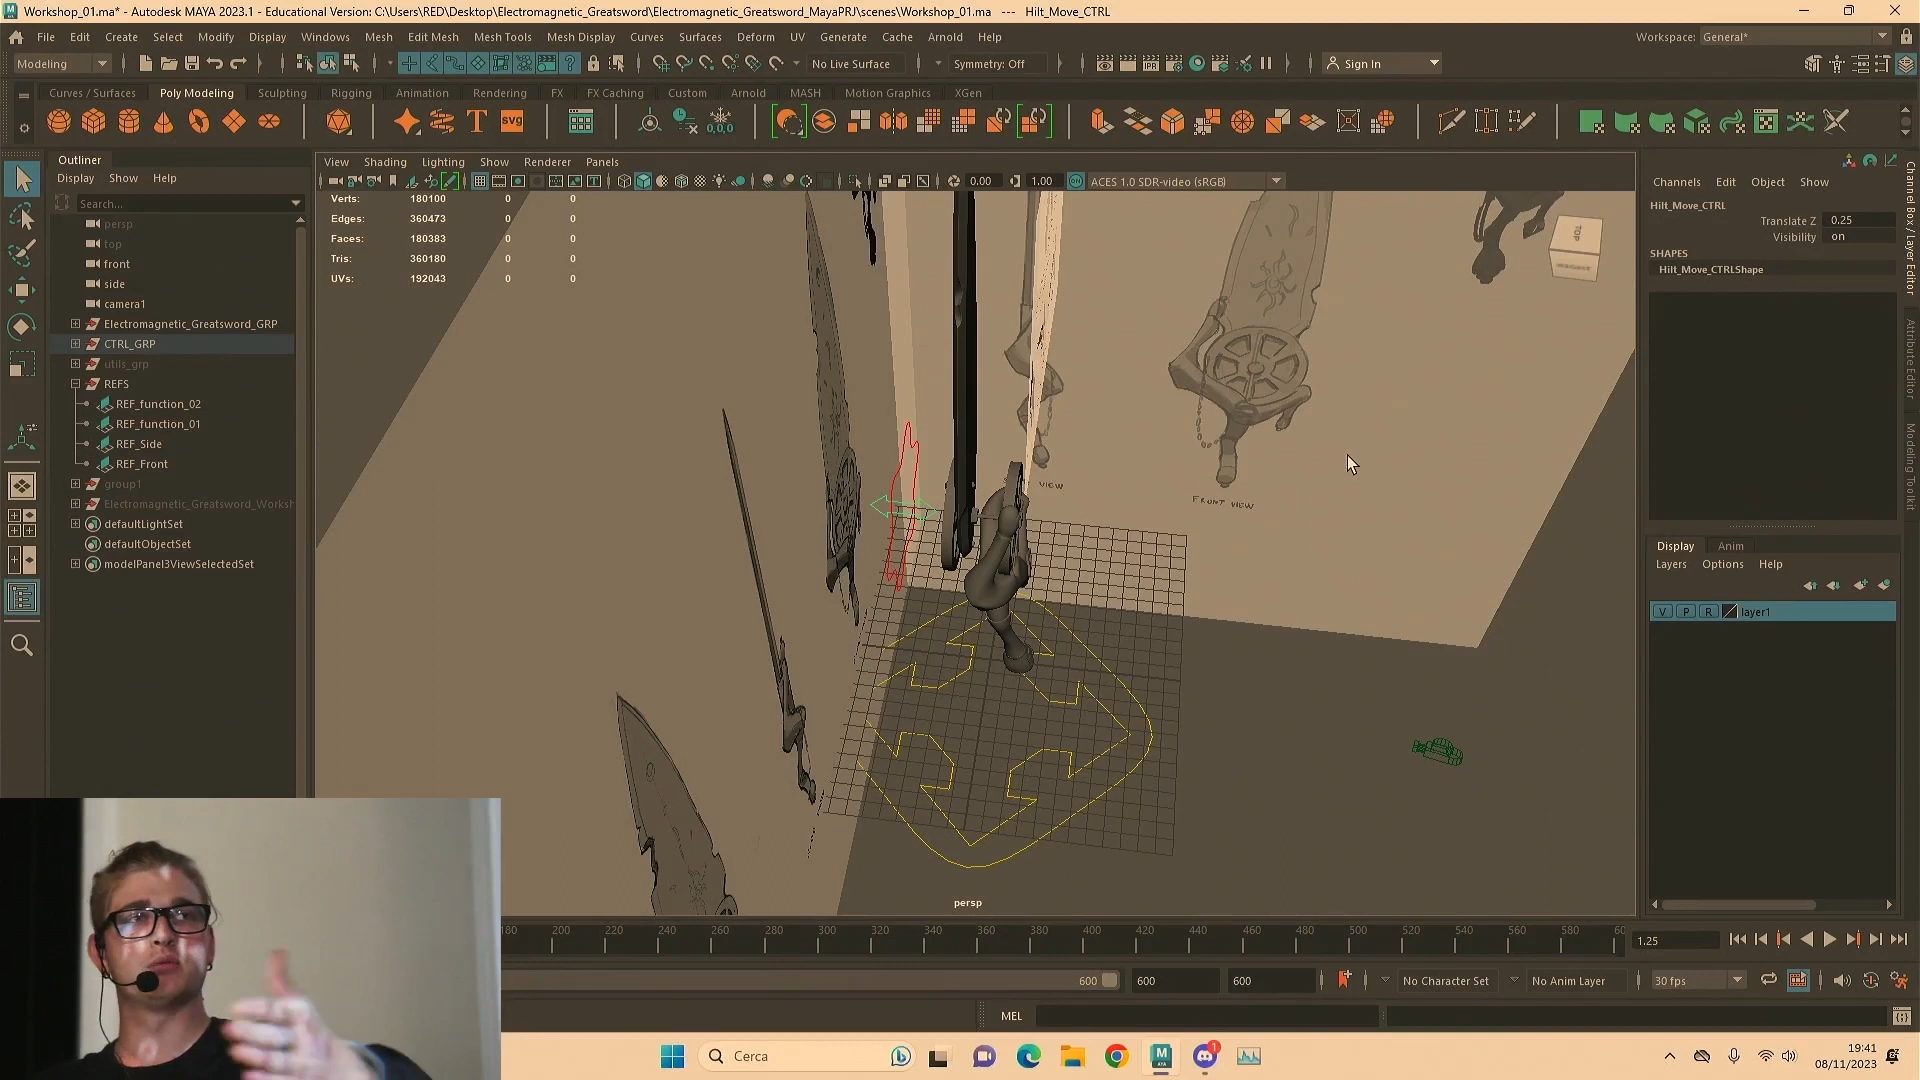 Workshop_01.ma* - Autodesk MAYA 2023.1 - Educational Version: C:\Users\RED\Desktop\Electromagnetic_Greatsword\Electromagnetic_Greatsword_MayaPRJ\scenes\Workshop_01.ma --- Hilt_Move_CTRL
File Edit Create Select Modify Display Windows Mesh Edit Mesh Mesh Tools Mesh Display Curves Surfaces Deform UV Generate Cache Arnold Help
Workspace: General*
Modeling
No Live Surface
Symmetry: Off
Sign In
Curves / Surfaces Poly Modeling Sculpting Rigging Animation Rendering FX FX Caching Custom Arnold MASH Motion Graphics XGen
T svg 0,0,0
Outliner
Display Show Help
Search...
persp
top
front
side
camera1
Electromagnetic_Greatsword_GRP
CTRL_GRP
utils_grp
REFS
REF_function_02
REF_function_01
REF_Side
REF_Front
group1
Electromagnetic_Greatsword_Worksh
defaultLightSet
defaultObjectSet
modelPanel3ViewSelectedSet
View Shading Lighting Show Renderer Panels
0.00 1.00 ACES 1.0 SDR-video (sRGB)
Verts: 180100 0 0
Edges: 360473 0 0
Faces: 180383 0 0
Tris: 360180 0 0
UVs: 192043 0 0
TOP
VIEW
FRONT VIEW
persp
Channels Edit Object Show
Hilt_Move_CTRL
Translate Z 0.25
Visibility on
SHAPES
Hilt_Move_CTRLShape
Channel Box / Layer Editor
Attribute Editor
Modeling Toolkit
Display Anim
Layers Options Help
V P R layer1
180 200 220 240 260 280 300 320 340 360 380 400 420 440 460 480 500 520 540 560 580 60
1.25
600 600 600
No Character Set
No Anim Layer
30 fps
MEL
Cerca
1
19:41
08/11/2023